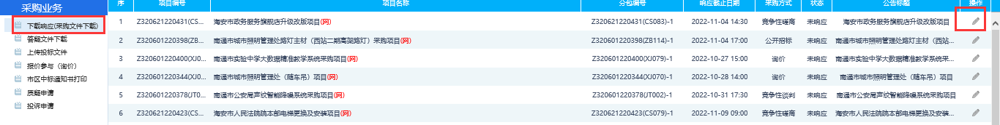 采购业务
下载响应(采购文件下载)
答疑文件下载
上传投标文件
报价参与（询价）
市区中标通知书打印
质疑申请
投诉申请
序 项目编号 项目名称 分包编号 响应截止日期 采购方式 状态 公告标题 操作
1 Z320621220431(CS... 海安市政务服务旗舰店升级改版项目(网) Z320621220431(CS083)-1 2022-11-04 14:30 竞争性磋商 未响应 海安市政务服务旗舰店升级改版项目
2 Z320601220398(ZB... 南通市城市照明管理处路灯主材（西站二期高架路灯）采购项目(网) Z320601220398(ZB114)-1 2022-11-04 17:00 公开招标 未响应 南通市城市照明管理处路灯主材（西站...
3 Z320601220400(XJ0... 南通市实验中学大数据精准教学系统采购项目(网) Z320601220400(XJ079)-1 2022-10-27 15:00 询价 未响应 南通市实验中学大数据精准教学系统采...
4 Z320601220344(XJ0... 南通市城市照明管理处（随车吊）项目(网) Z320601220344(XJ070)-1 2022-10-28 14:00 询价 未响应 南通市城市照明管理处（随车吊）项目
5 Z320601220378(JT0... 南通市公安局声纹智能降噪系统采购项目(网) Z320601220378(JT002)-1 2022-10-31 17:30 竞争性谈判 未响应 南通市公安局声纹智能降噪系统采购项目
6 Z320621220423(CS... 海安市人民法院院本部电梯更换及安装项目(网) Z320621220423(CS079)-1 2022-11-09 09:00 竞争性磋商 未响应 海安市人民法院院本部电梯更换及安装...